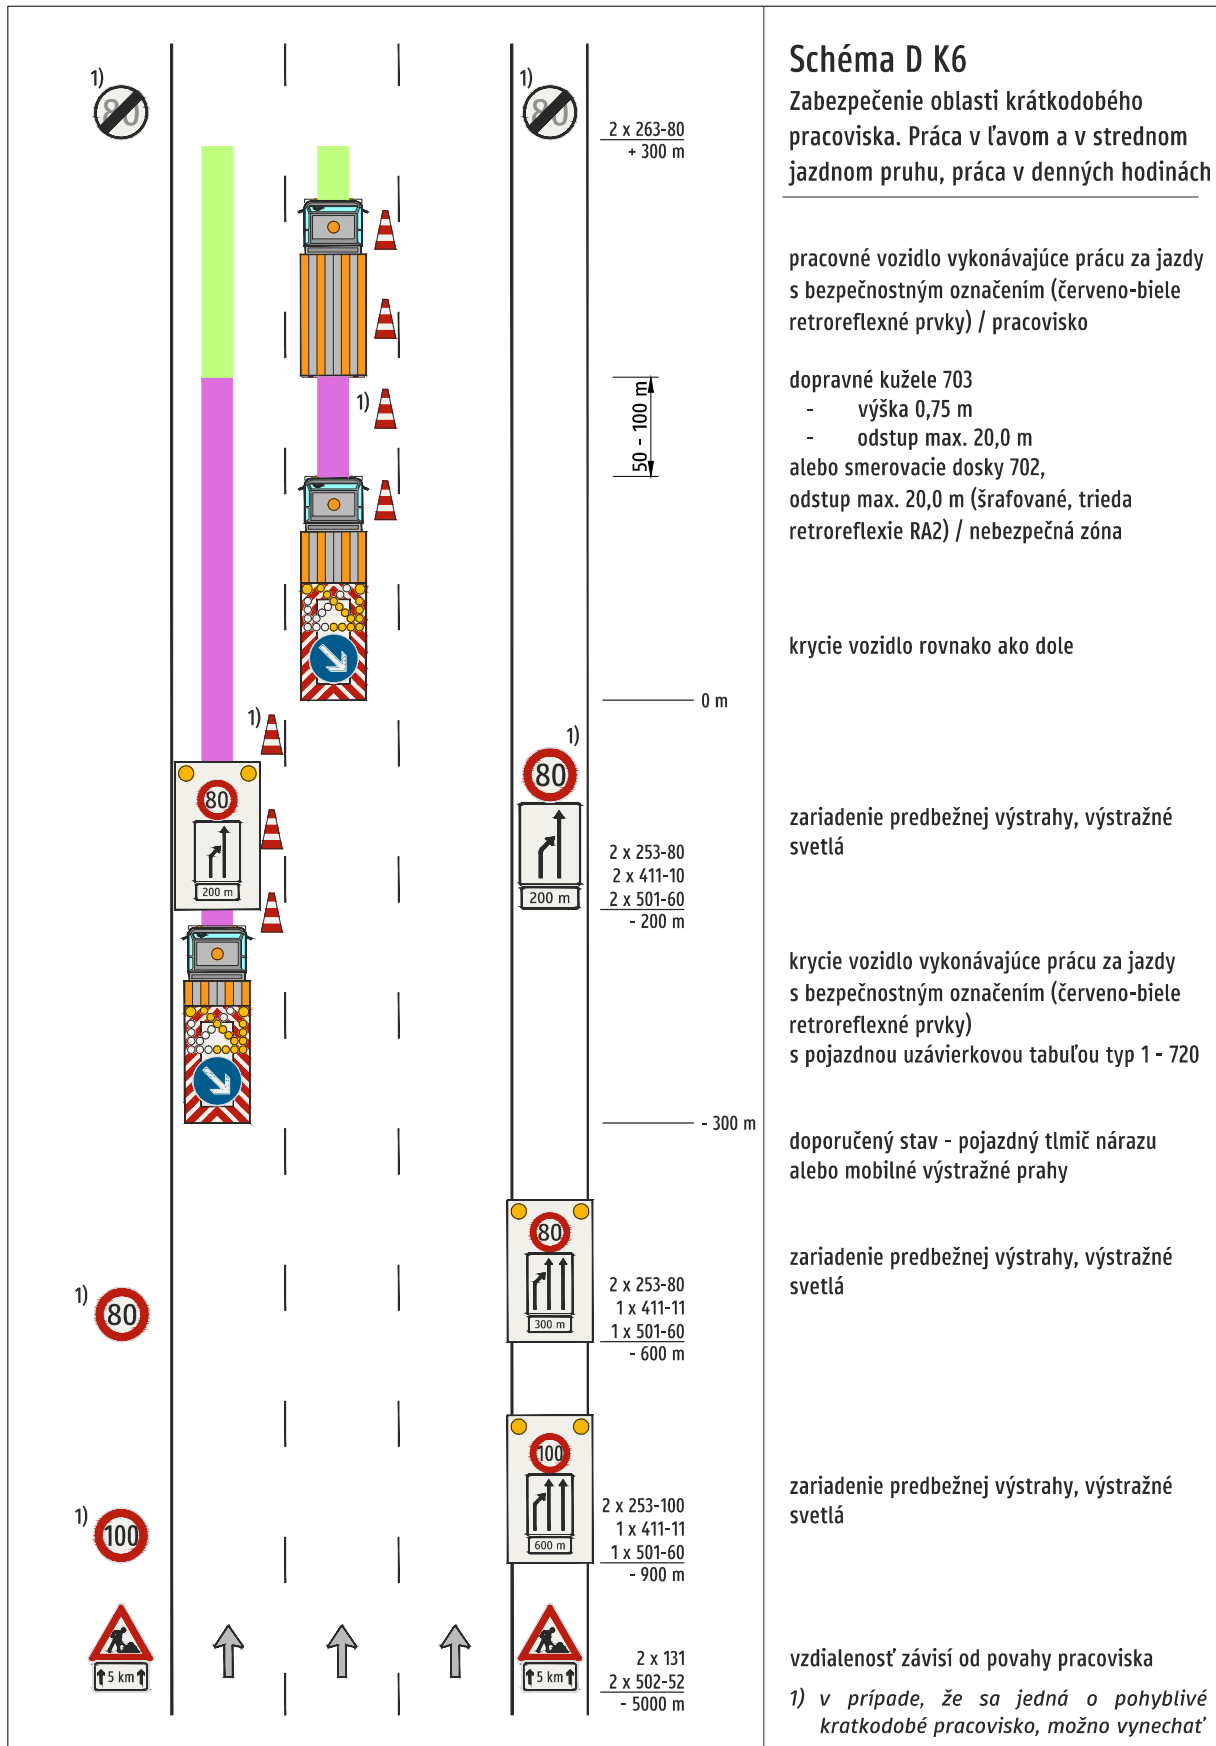 Schéma D K6
Zabezpečenie oblasti krátkodobého
pracoviska. Práca v ľavom a v strednom
jazdnom pruhu, práca v denných hodinách
1)
80
1)
80
2 x 263-80
+ 300 m
pracovné vozidlo vykonávajúce prácu za jazdy
s bezpečnostným označením (červeno-biele
retroreflexné prvky) / pracovisko
1)
50 - 100 m
dopravné kužele 703
- výška 0,75 m
- odstup max. 20,0 m
alebo smerovacie dosky 702,
odstup max. 20,0 m (šrafované, trieda
retroreflexie RA2) / nebezpečná zóna
krycie vozidlo rovnako ako dole
0 m
1)
80
200 m
1)
80
200 m
2 x 253-80
2 x 411-10
2 x 501-60
- 200 m
zariadenie predbežnej výstrahy, výstražné
svetlá
krycie vozidlo vykonávajúce prácu za jazdy
s bezpečnostným označením (červeno-biele
retroreflexné prvky)
s pojazdnou uzávierkovou tabuľou typ 1 - 720
- 300 m
doporučený stav - pojazdný tlmič nárazu
alebo mobilné výstražné prahy
1)
80
80
300 m
2 x 253-80
1 x 411-11
1 x 501-60
- 600 m
zariadenie predbežnej výstrahy, výstražné
svetlá
1)
100
100
600 m
2 x 253-100
1 x 411-11
1 x 501-60
- 900 m
zariadenie predbežnej výstrahy, výstražné
svetlá
5 km
5 km
2 x 131
2 x 502-52
- 5000 m
vzdialenosť závisí od povahy pracoviska
1) v prípade, že sa jedná o pohyblivé
kratkodobé pracovisko, možno vynechať